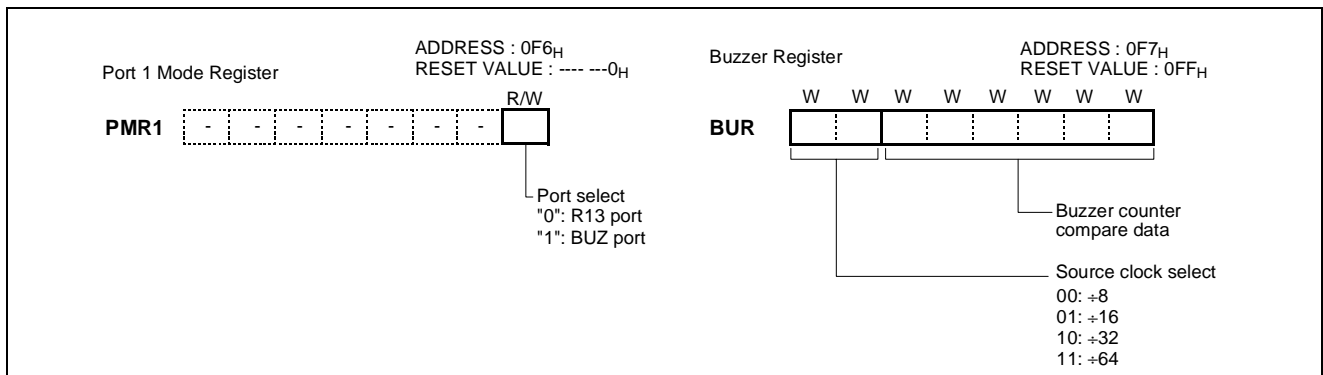 Port 1 Mode Register
ADDRESS : 0F6H
RESET VALUE : ---- ---0H
R/W
PMR1 - - - - - - -
Port select
"0": R13 port
"1": BUZ port
Buzzer Register
ADDRESS : 0F7H
RESET VALUE : 0FFH
W W W W W W W W
BUR
Buzzer counter
compare data
Source clock select
00: ÷8
01: ÷16
10: ÷32
11: ÷64